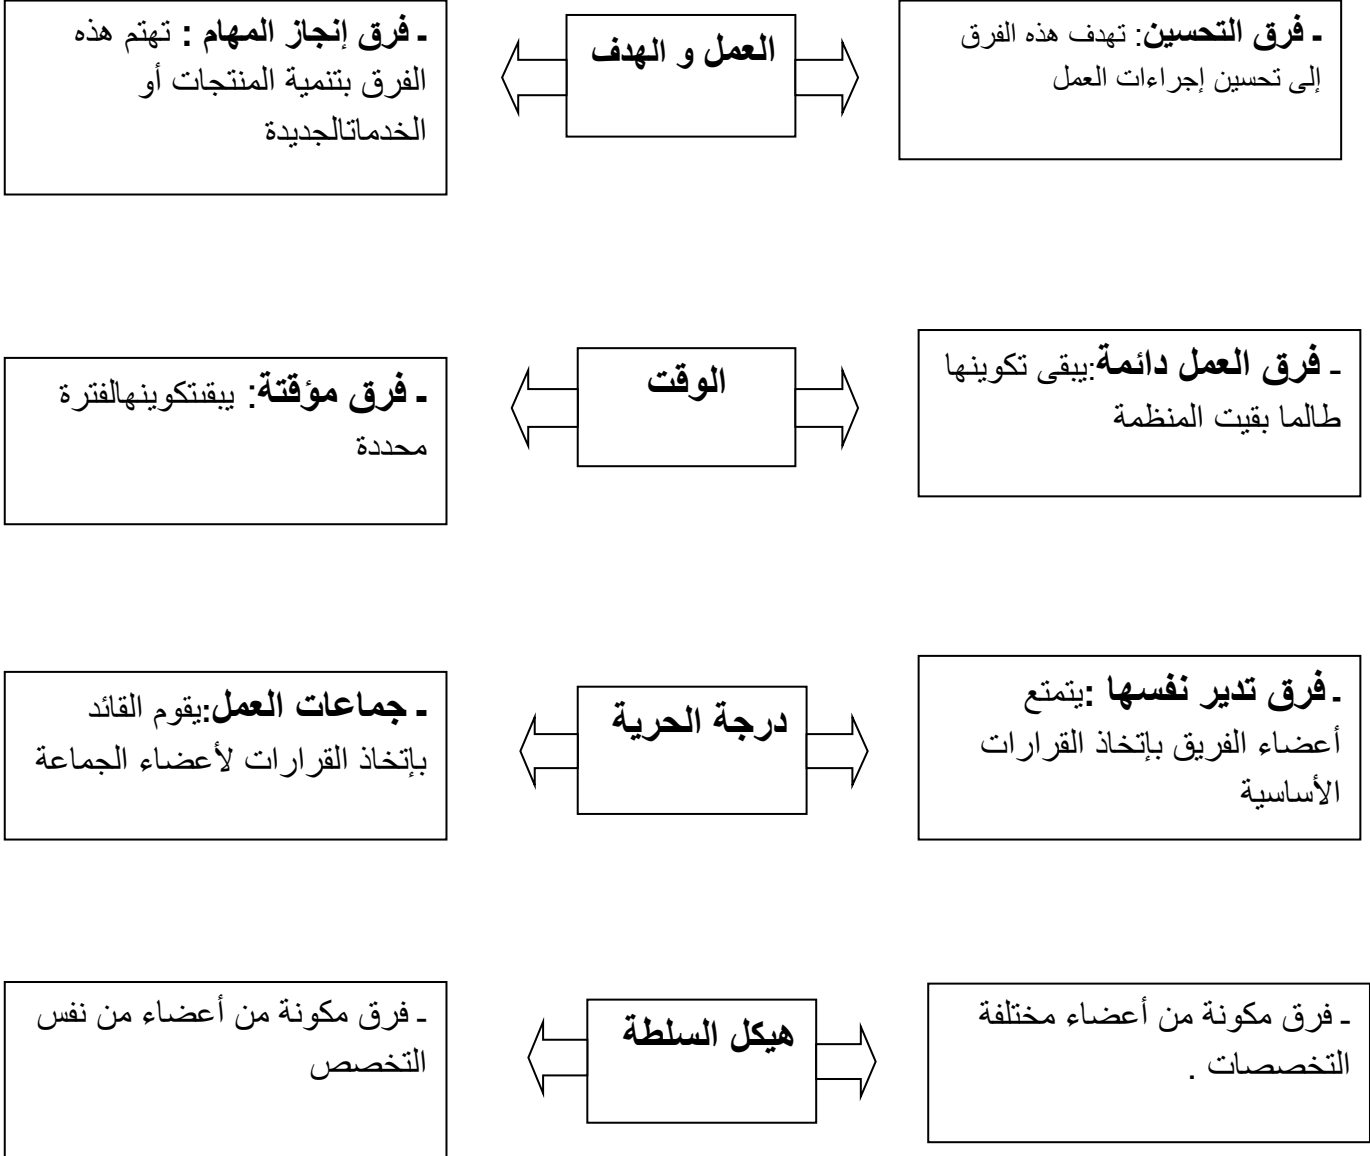 ـ فرق التحسين: تهدف هذه الفرق
إلى تحسين إجراءات العمل
العمل و الهدف
ـ فرق إنجاز المهام : تهتم هذه
الفرق بتنمية المنتجات أو
الخدماتالجديدة
ـ فرق العمل دائمة:يبقى تكوينها
طالما بقيت المنظمة
الوقت
ـ فرق مؤقتة: يبقىتكوينهالفترة
محددة
ـ فرق تدير نفسها :يتمتع
أعضاء الفريق بإتخاذ القرارات
الأساسية
درجة الحرية
ـ جماعات العمل:يقوم القائد
بإتخاذ القرارات لأعضاء الجماعة
ـ فرق مكونة من أعضاء مختلفة
التخصصات .
هيكل السلطة
ـ فرق مكونة من أعضاء من نفس
التخصص